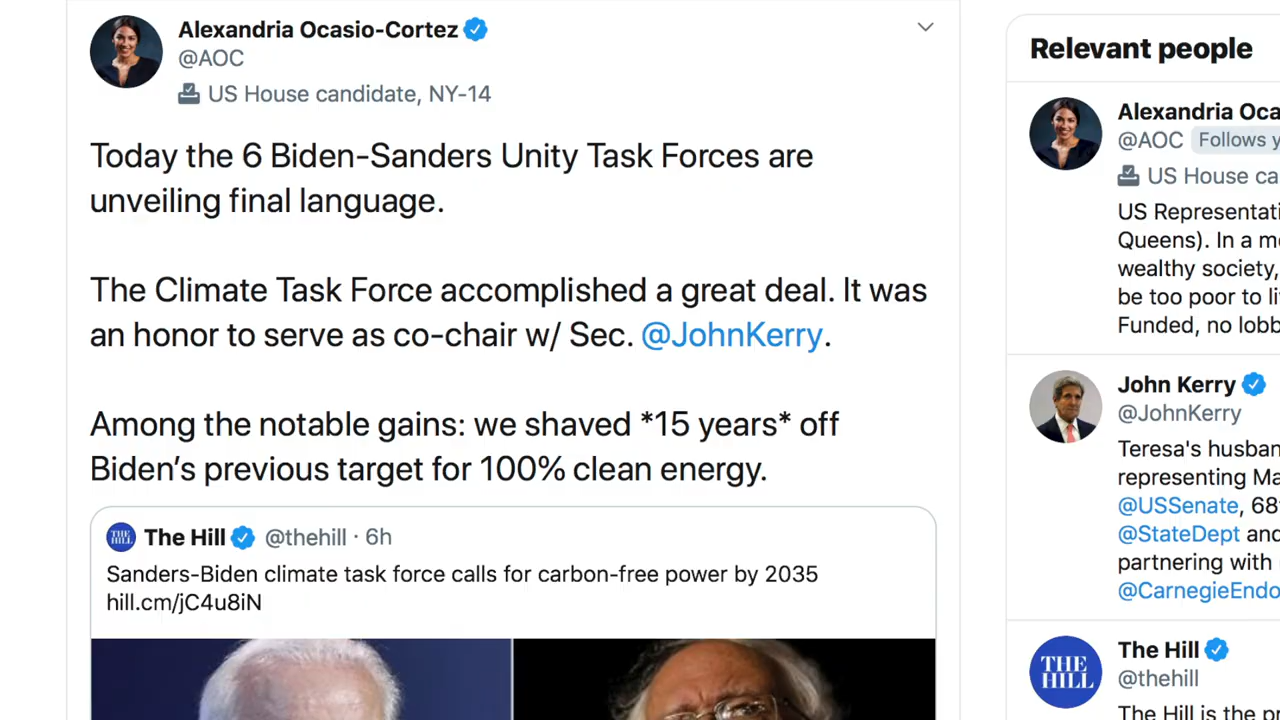 Alexandria Ocasio-Cortez
@AOC
US House candidate, NY-14
Today the 6 Biden-Sanders Unity Task Forces are
unveiling final language.
The Climate Task Force accomplished a great deal. It was
an honor to serve as co-chair w/ Sec. @JohnKerry.
Among the notable gains: we shaved *15 years* off
Biden's previous target for 100% clean energy.
THE HILL
The Hill @thehill · 6h
Sanders-Biden climate task force calls for carbon-free power by 2035
hill.cm/jC4u8iN
Relevant people
Alexandria Oca
@AOC Follows y
US House ca
US Representati
Queens). In a m
wealthy society,
be too poor to li
Funded, no lobb
John Kerry
@JohnKerry
Teresa's husban
representing Ma
@USSenate, 68
@StateDept and
partnering with
@CarnegieEndo
THE
HILL
The Hill
@thehill
The Hill is the pr